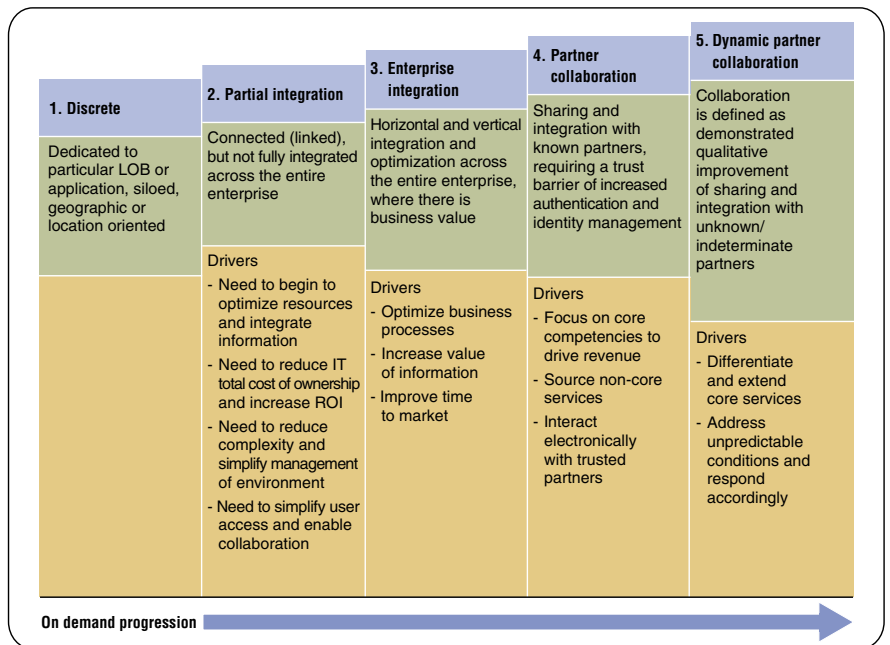 1. Discrete
Dedicated to
particular LOB or
application, siloed,
geographic or
location oriented
2. Partial integration
Connected (linked),
but not fully integrated
across the entire
enterprise
Drivers
- Need to begin to
optimize resources
and integrate
information
- Need to reduce IT
total cost of ownership
and increase ROI
- Need to reduce
complexity and
simplify management
of environment
- Need to simplify user
access and enable
collaboration
3. Enterprise
integration
Horizontal and vertical
integration and
optimization across
the entire enterprise,
where there is
business value
Drivers
- Optimize business
processes
- Increase value
of information
- Improve time
to market
4. Partner
collaboration
Sharing and
integration with
known partners,
requiring a trust
barrier of increased
authentication and
identity management
Drivers
- Focus on core
competencies to
drive revenue
- Source non-core
services
- Interact
electronically
with trusted
partners
5. Dynamic partner
collaboration
Collaboration
is defined as
demonstrated
qualitative
improvement
of sharing and
integration with
unknown/
indeterminate
partners
Drivers
- Differentiate
and extend
core services
- Address
unpredictable
conditions and
respond
accordingly
On demand progression